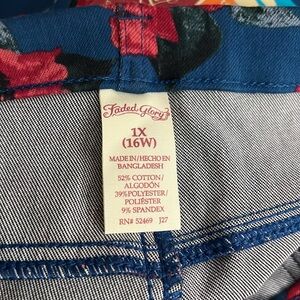 Faded Glory
1X
(16W)
MADE IN/HECHO EN
BANGLADESH
52% COTTON/
ALGODÓN
39% POLYESTER/
POLIÉSTER
9% SPANDEX
RN# 52469 J27